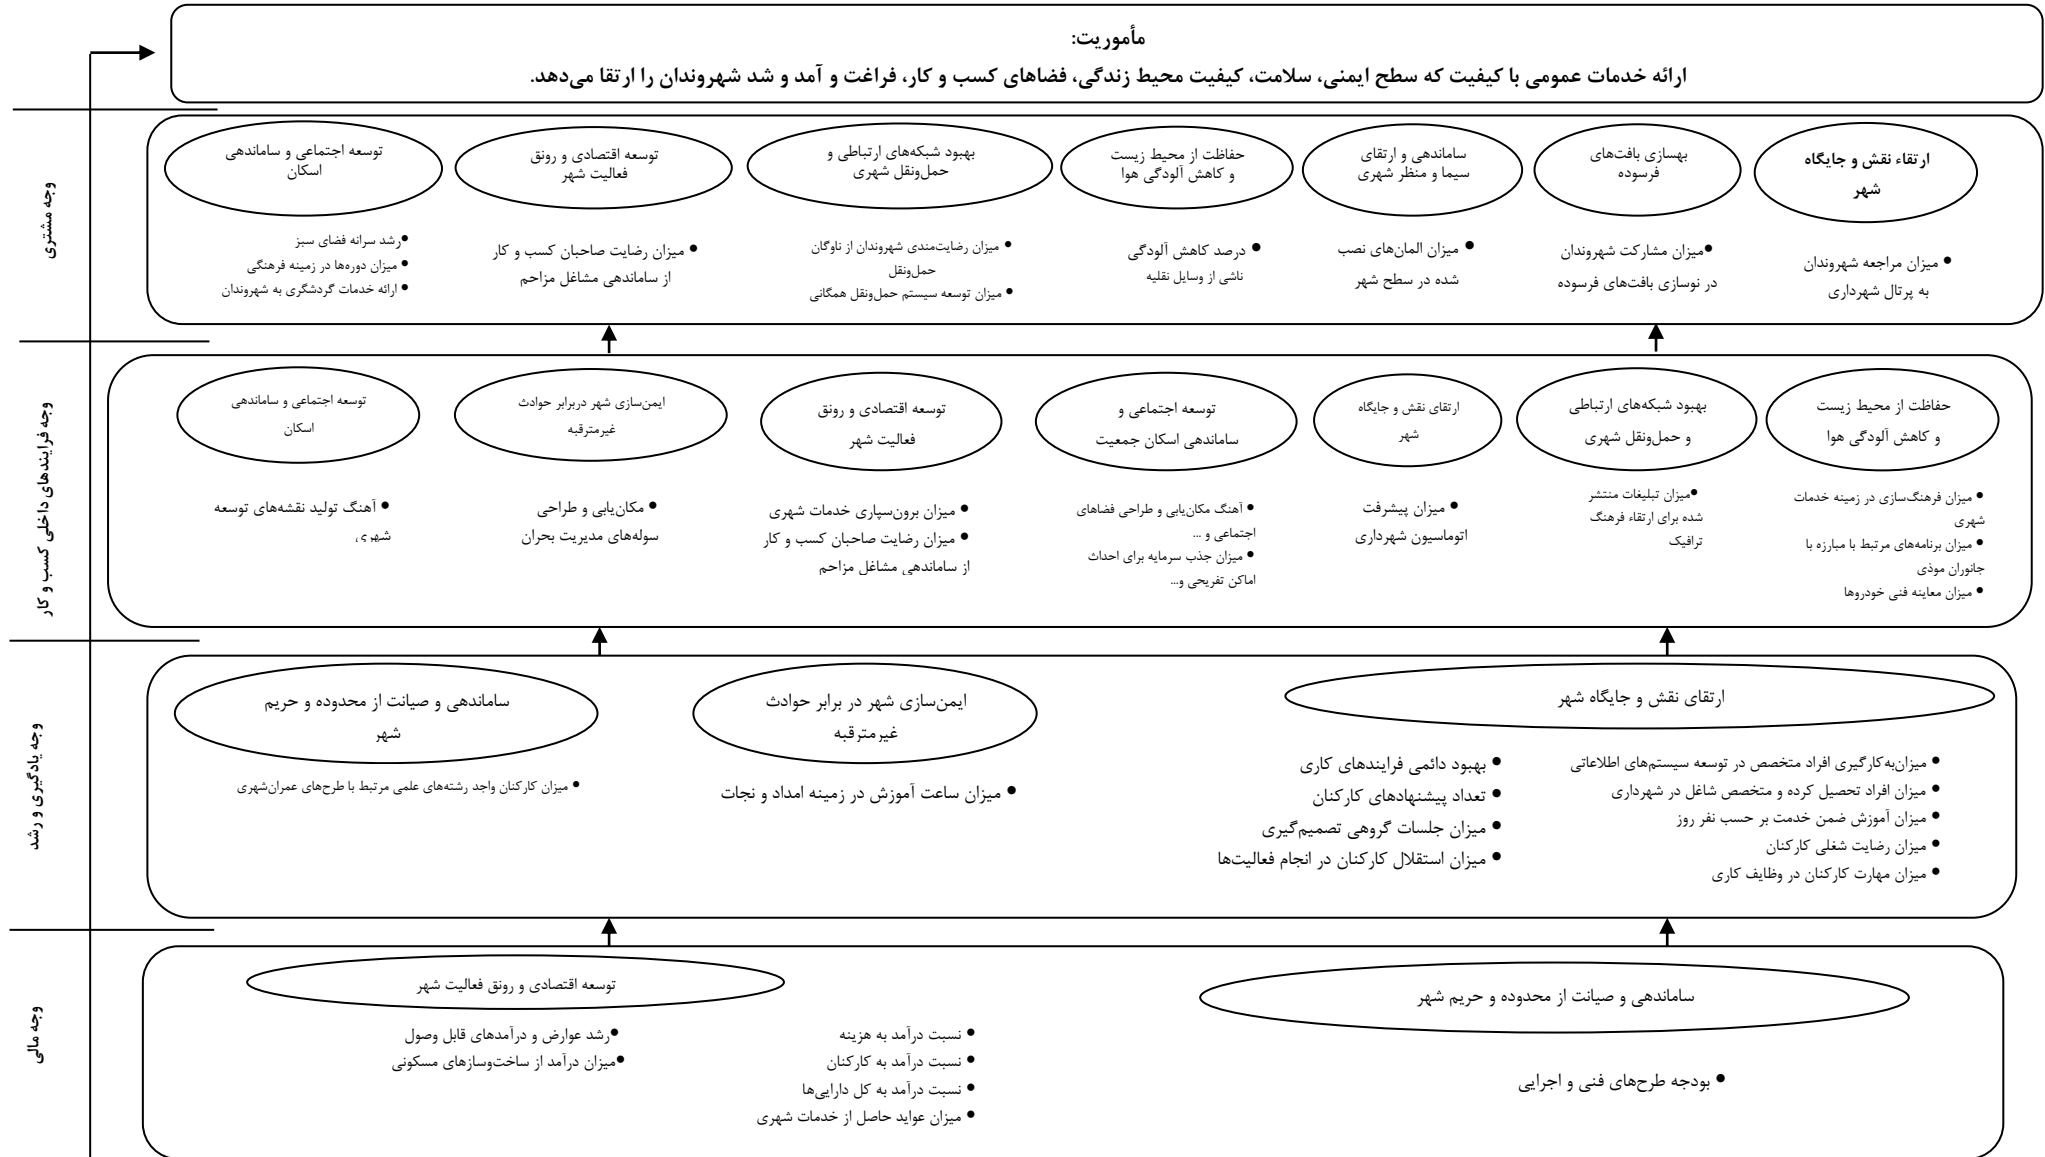 مأموریت:
ارائه خدمات عمومی با کیفیت که سطح ایمنی، سلامت، کیفیت محیط زندگی، فضاهای کسب و کار، فراغت و آمد و شد شهروندان را ارتقا می‌دهد.
وجه مشتری
ارتقاء نقش و جایگاه
شهر
● میزان مراجعه شهروندان
به پرتال شهرداری
بهسازی بافت‌های
فرسوده
●میزان مشارکت شهروندان
در نوسازی بافت‌های فرسوده
ساماندهی و ارتقای
سیما و منظر شهری
● میزان المان‌های نصب
شده در سطح شهر
حفاظت از محیط زیست
و کاهش آلودگی هوا
● درصد کاهش آلودگی
ناشی از وسایل نقلیه
بهبود شبکه‌های ارتباطی و
حمل‌ونقل شهری
● میزان رضایت‌مندی شهروندان از ناوگان
حمل‌ونقل
● میزان توسعه سیستم حمل‌ونقل همگانی
توسعه اقتصادی و رونق
فعالیت شهر
● میزان رضایت صاحبان کسب و کار
از ساماندهی مشاغل مزاحم
توسعه اجتماعی و ساماندهی
اسکان
●رشد سرانه فضای سبز
● میزان دوره‌ها در زمینه فرهنگی
● ارائه خدمات گردشگری به شهروندان
وجه فرایندهای داخلی کسب و کار
حفاظت از محیط زیست
و کاهش آلودگی هوا
● میزان فرهنگ‌سازی در زمینه خدمات
شهری
● میزان برنامه‌های مرتبط با مبارزه با
جانوران موذی
● میزان معاینه فنی خودروها
بهبود شبکه‌های ارتباطی
و حمل‌ونقل شهری
●میزان تبلیغات منتشر
شده برای ارتقاء فرهنگ
ترافیک
ارتقای نقش و جایگاه
شهر
● میزان پیشرفت
اتوماسیون شهرداری
توسعه اجتماعی و
ساماندهی اسکان جمعیت
● آهنگ مکان‌یابی و طراحی فضاهای
اجتماعی و ...
● میزان جذب سرمایه برای احداث
اماکن تفریحی و...
توسعه اقتصادی و رونق
فعالیت شهر
● میزان برون‌سپاری خدمات شهری
● میزان رضایت صاحبان کسب و کار
از ساماندهی مشاغل مزاحم
ایمن‌سازی شهر دربرابر حوادث
غیرمترقبه
● مکان‌یابی و طراحی
سوله‌های مدیریت بحران
توسعه اجتماعی و ساماندهی
اسکان
● آهنگ تولید نقشه‌های توسعه
شهری
وجه یادگیری و رشد
ارتقای نقش و جایگاه شهر
● میزان‌به‌کارگیری افراد متخصص در توسعه سیستم‌های اطلاعاتی
● میزان افراد تحصیل کرده و متخصص شاغل در شهرداری
● میزان آموزش ضمن خدمت بر حسب نفر روز
● میزان رضایت شغلی کارکنان
● میزان مهارت کارکنان در وظایف کاری
● بهبود دائمی فرایندهای کاری
● تعداد پیشنهادهای کارکنان
● میزان جلسات گروهی تصمیم‌گیری
● میزان استقلال کارکنان در انجام فعالیت‌ها
ایمن‌سازی شهر در برابر حوادث
غیرمترقبه
● میزان ساعت آموزش در زمینه امداد و نجات
ساماندهی و صیانت از محدوده و حریم
شهر
● میزان کارکنان واجد رشته‌های علمی مرتبط با طرح‌های عمران‌شهری
وجه مالی
ساماندهی و صیانت از محدوده و حریم شهر
● بودجه طرح‌های فنی و اجرایی
توسعه اقتصادی و رونق فعالیت شهر
● نسبت درآمد به هزینه
● نسبت درآمد به کارکنان
● نسبت درآمد به کل دارایی‌ها
● میزان عواید حاصل از خدمات شهری
●رشد عوارض و درآمدهای قابل وصول
●میزان درآمد از ساخت‌وسازهای مسکونی